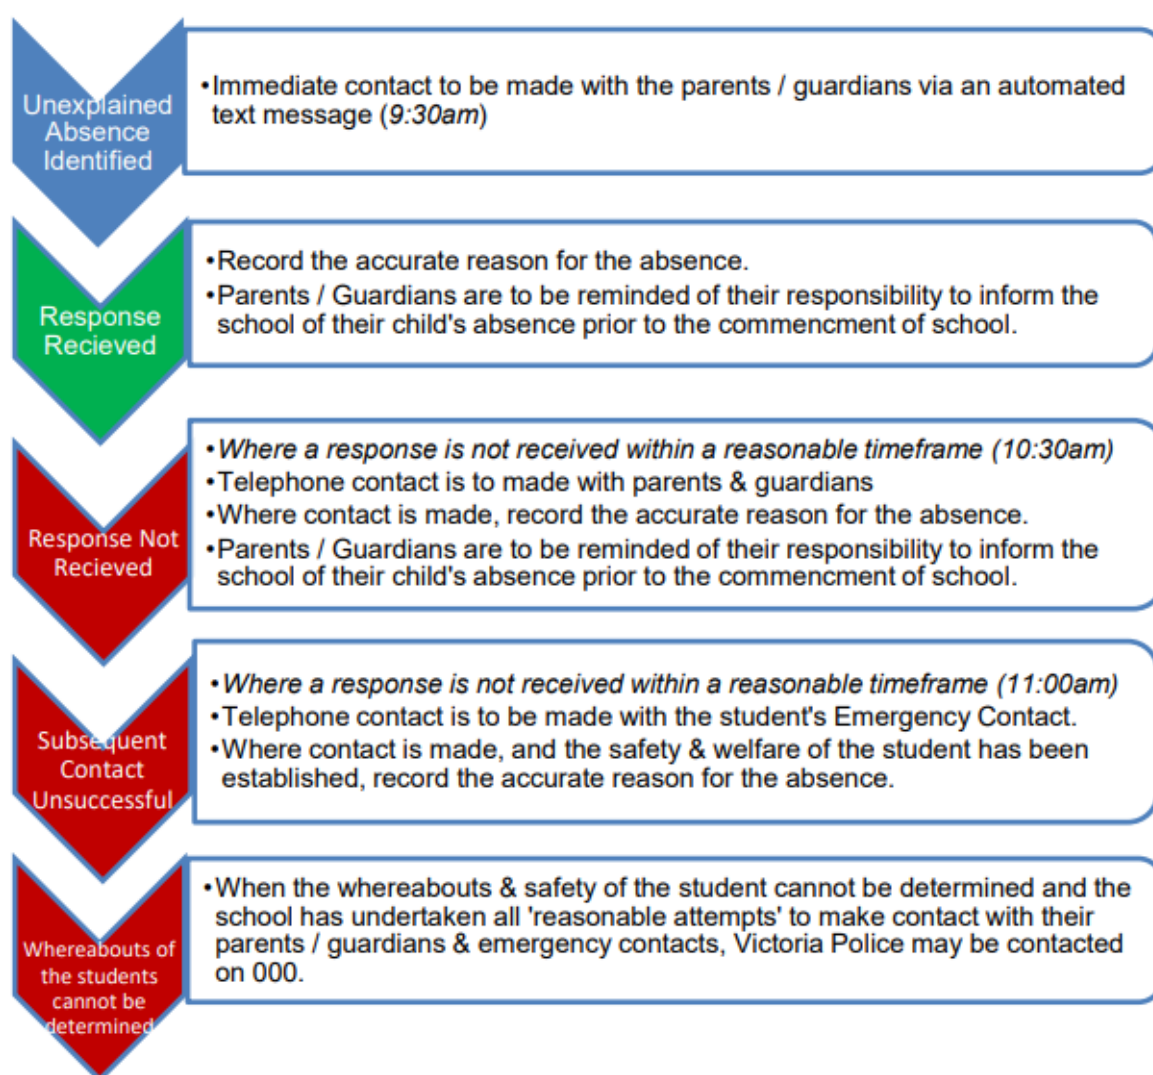 Unexplained
Absence
Identified
•Immediate contact to be made with the parents / guardians via an automated
text message (9:30am)
Response
Recieved
•Record the accurate reason for the absence.
•Parents / Guardians are to be reminded of their responsibility to inform the
school of their child's absence prior to the commencment of school.
Response Not
Recieved
•Where a response is not received within a reasonable timeframe (10:30am)
•Telephone contact is to made with parents & guardians
•Where contact is made, record the accurate reason for the absence.
•Parents / Guardians are to be reminded of their responsibility to inform the
school of their child's absence prior to the commencment of school.
Subsequent
Contact
Unsuccessful
•Where a response is not received within a reasonable timeframe (11:00am)
•Telephone contact is to be made with the student's Emergency Contact.
•Where contact is made, and the safety & welfare of the student has been
established, record the accurate reason for the absence.
Whereabouts of
the students
cannot be
determined
•When the whereabouts & safety of the student cannot be determined and the
school has undertaken all 'reasonable attempts' to make contact with their
parents / guardians & emergency contacts, Victoria Police may be contacted
on 000.